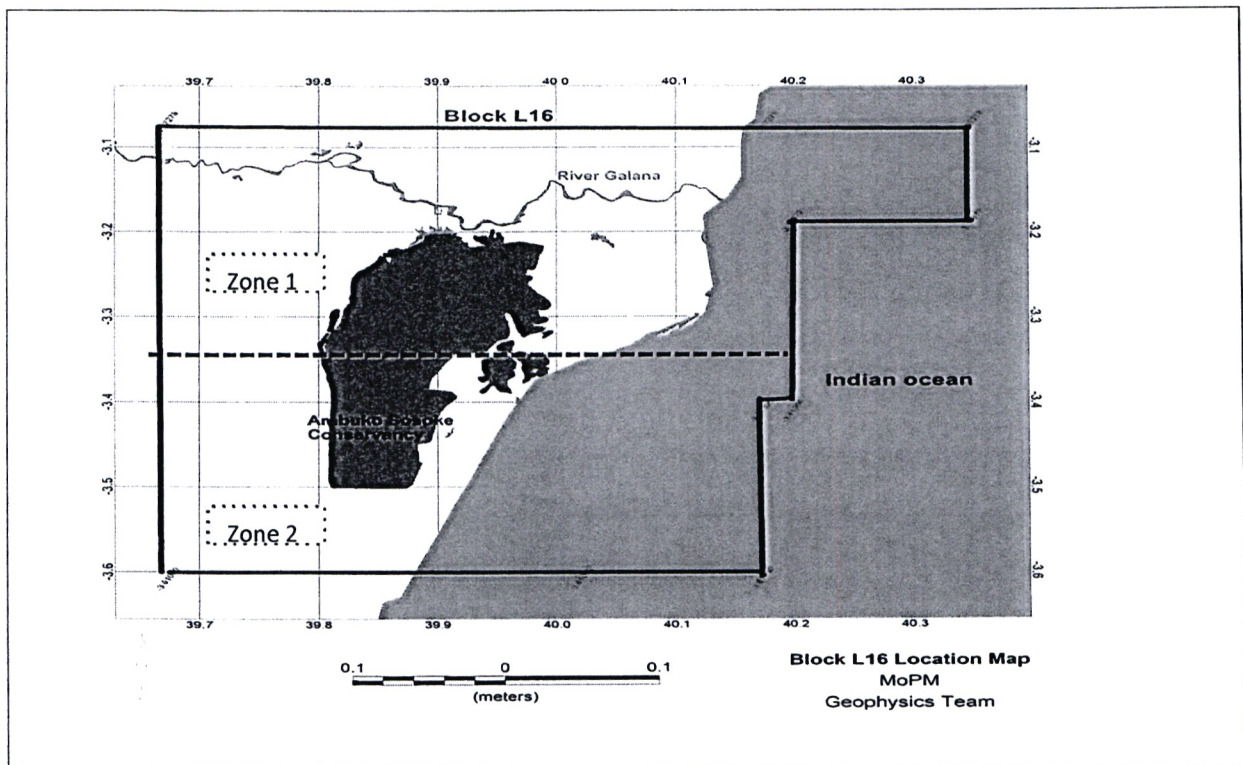 39.7 39.8 39.9 40.0 40.1 40.2 40.3
Block L16
-3.1 -3.1
River Galana
-3.2 -3.2
Zone 1
-3.3 -3.3
Indian ocean
-3.4 -3.4
Conservancy
-3.5 -3.5
Zone 2
-3.6 -3.6
39.7 39.8 39.9 40.0 40.1 40.2 40.3
0.1 0 0.1
(meters)
Block L16 Location Map
MoPM
Geophysics Team